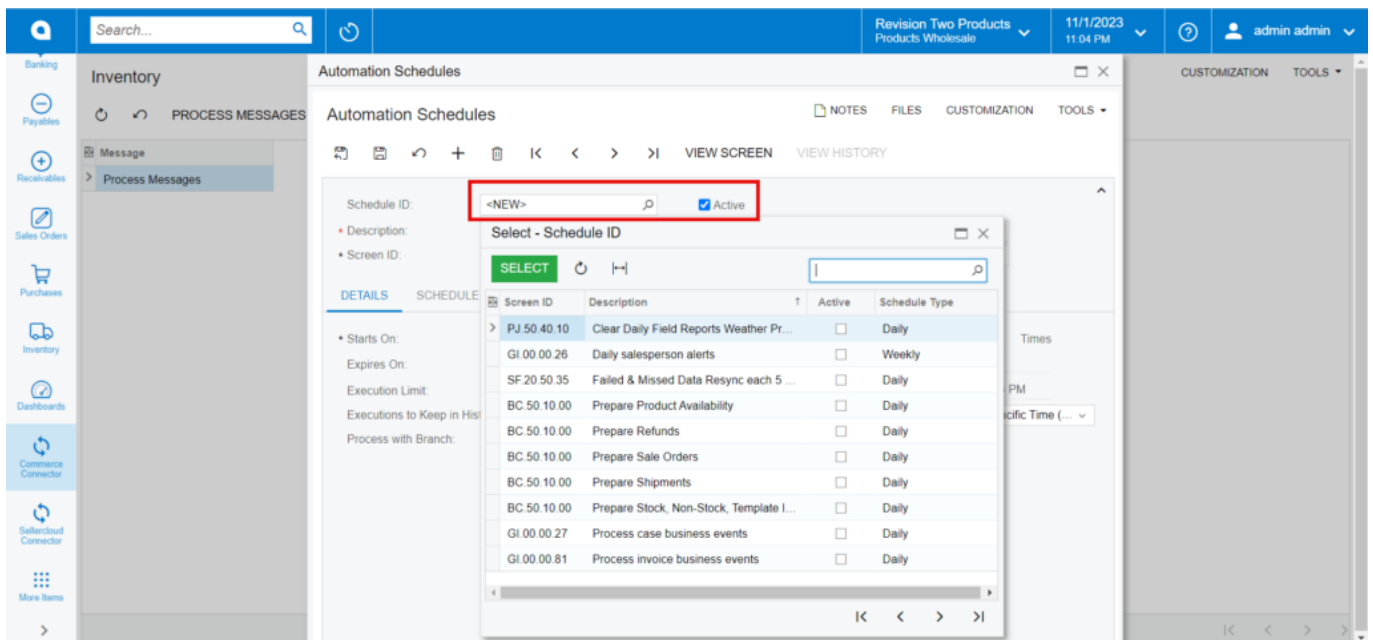 Search...
Revision Two Products
Products Wholesale
11/1/2023
11:04 PM
admin admin
Banking
Payables
Receivables
Sales Orders
Purchases
Inventory
Dashboards
Commerce
Connector
Sellercloud
Connector
More Items
Inventory
PROCESS MESSAGES
CUSTOMIZATION TOOLS
Message
Process Messages
Automation Schedules
Automation Schedules
NOTES FILES CUSTOMIZATION TOOLS
VIEW SCREEN VIEW HISTORY
Schedule ID: <NEW> Active
* Description:
* Screen ID:
DETAILS SCHEDULE
* Starts On: Times
Expires On:
Execution Limit: PM
Executions to Keep in His
Process with Branch:
cific Time (...
Select - Schedule ID
SELECT
Screen ID Description Active Schedule Type
PJ.50.40.10 Clear Daily Field Reports Weather Pr... Daily
GI.00.00.26 Daily salesperson alerts Weekly
SF.20.50.35 Failed & Missed Data Resync each 5 ... Daily
BC.50.10.00 Prepare Product Availability Daily
BC.50.10.00 Prepare Refunds Daily
BC.50.10.00 Prepare Sale Orders Daily
BC.50.10.00 Prepare Shipments Daily
BC.50.10.00 Prepare Stock, Non-Stock, Template I... Daily
GI.00.00.27 Process case business events Daily
GI.00.00.81 Process invoice business events Daily